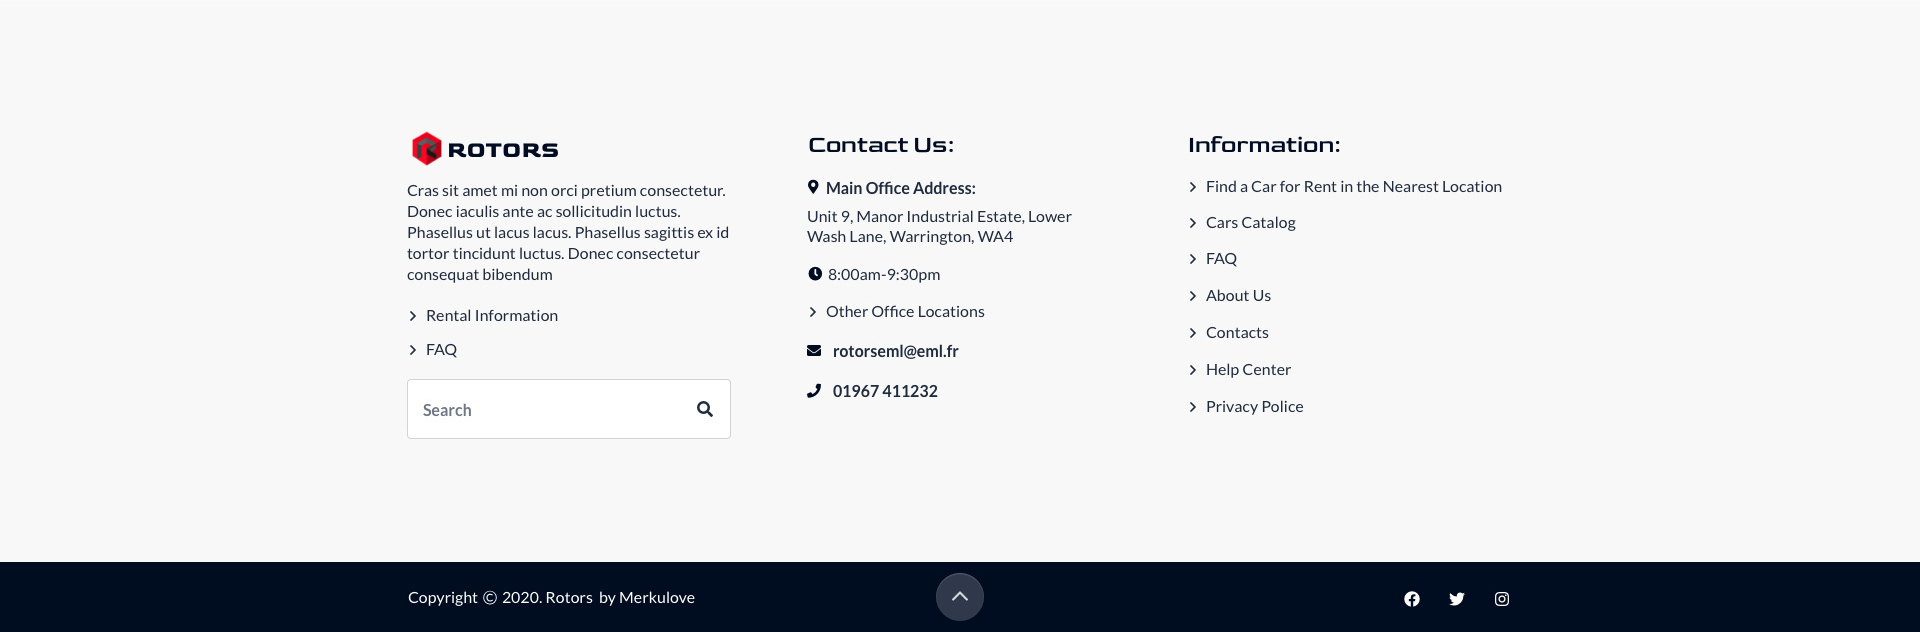 ROTORS
Cras sit amet mi non orci pretium consectetur.
Donec iaculis ante ac sollicitudin luctus.
Phasellus ut lacus lacus. Phasellus sagittis ex id
tortor tincidunt luctus. Donec consectetur
consequat bibendum
Rental Information
FAQ
Search
Contact Us:
Main Office Address:
Unit 9, Manor Industrial Estate, Lower
Wash Lane, Warrington, WA4
8:00am-9:30pm
Other Office Locations
rotorseml@eml.fr
01967 411232
Information:
Find a Car for Rent in the Nearest Location
Cars Catalog
FAQ
About Us
Contacts
Help Center
Privacy Police
Copyright © 2020. Rotors by Merkulove